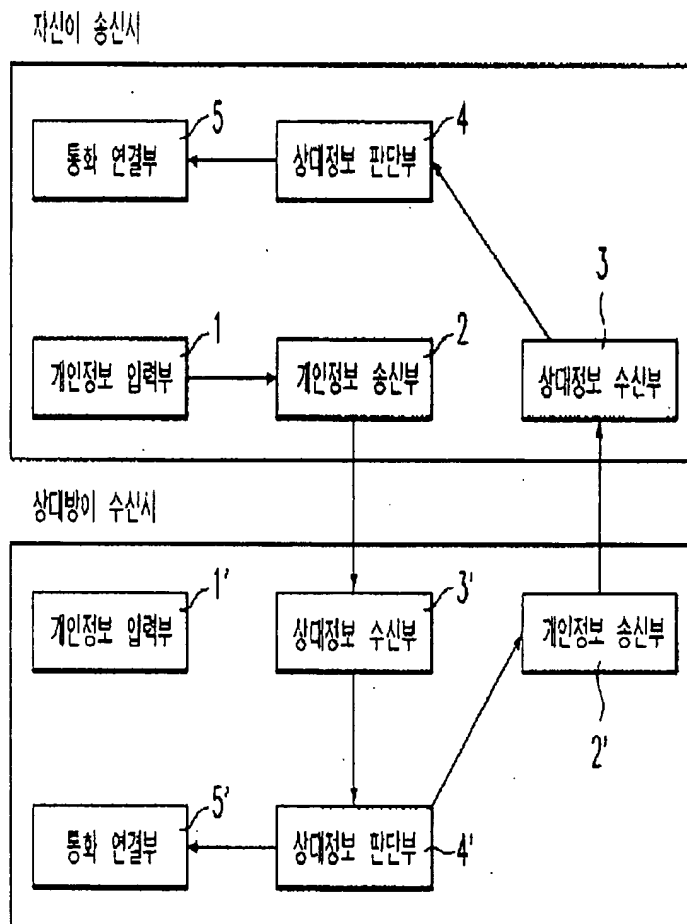 자신이 송신시
5
4
통화 연결부
상대정보 판단부
3
1
2
개인정보 입력부
개인정보 송신부
상대정보 수신부
상대방이 수신시
1'
3'
개인정보 입력부
상대정보 수신부
개인정보 송신부
2'
5'
통화 연결부
상대정보 판단부
4'